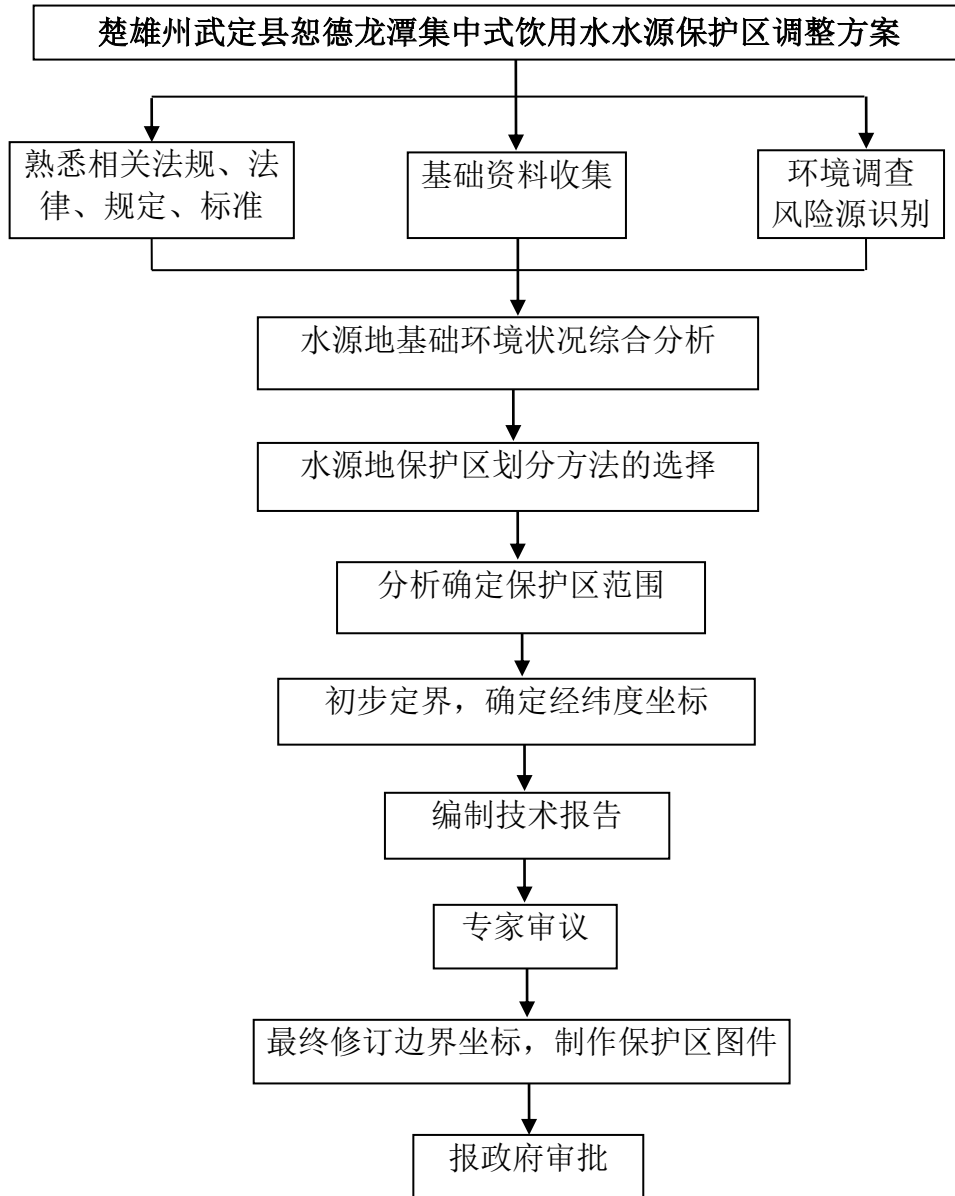 楚雄州武定县恕德龙潭集中式饮用水水源保护区调整方案
熟悉相关法规、法
律、规定、标准
基础资料收集
环境调查
风险源识别
水源地基础环境状况综合分析
水源地保护区划分方法的选择
分析确定保护区范围
初步定界，确定经纬度坐标
编制技术报告
专家审议
最终修订边界坐标，制作保护区图件
报政府审批